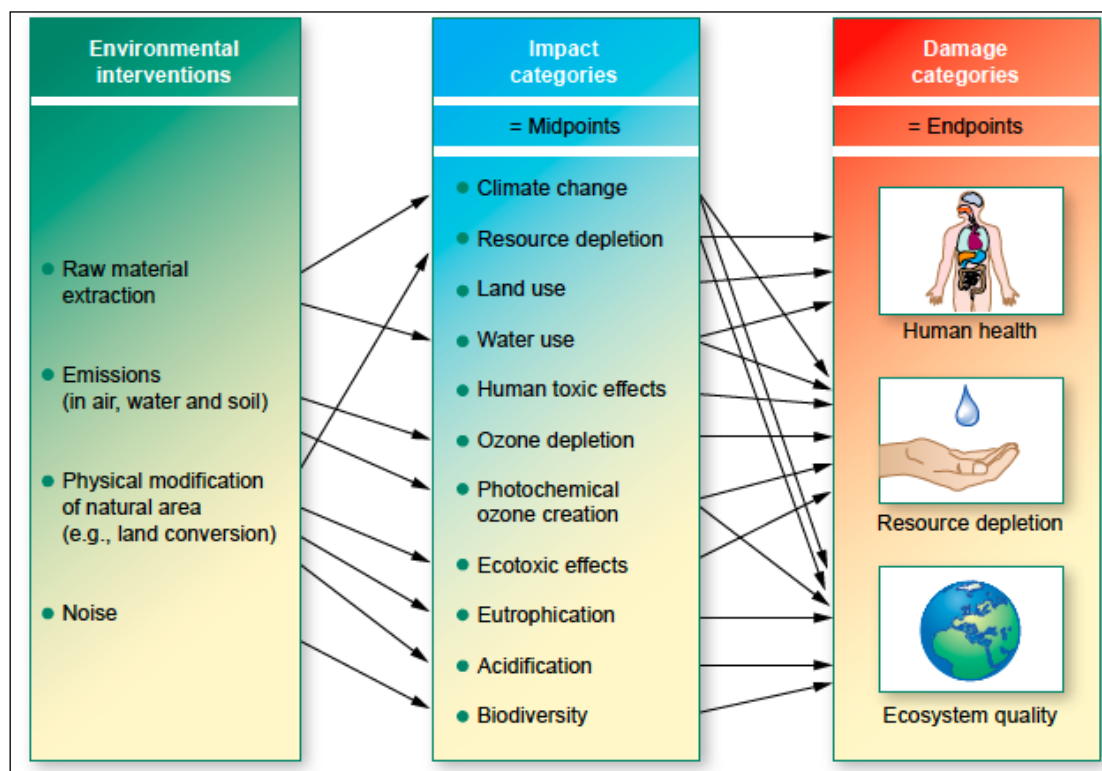 Environmental
interventions
Raw material
extraction
Emissions
(in air, water and soil)
Physical modification
of natural area
(e.g., land conversion)
Noise
Impact
categories
= Midpoints
Climate change
Resource depletion
Land use
Water use
Human toxic effects
Ozone depletion
Photochemical
ozone creation
Ecotoxic effects
Eutrophication
Acidification
Biodiversity
Damage
categories
= Endpoints
Human health
Resource depletion
Ecosystem quality